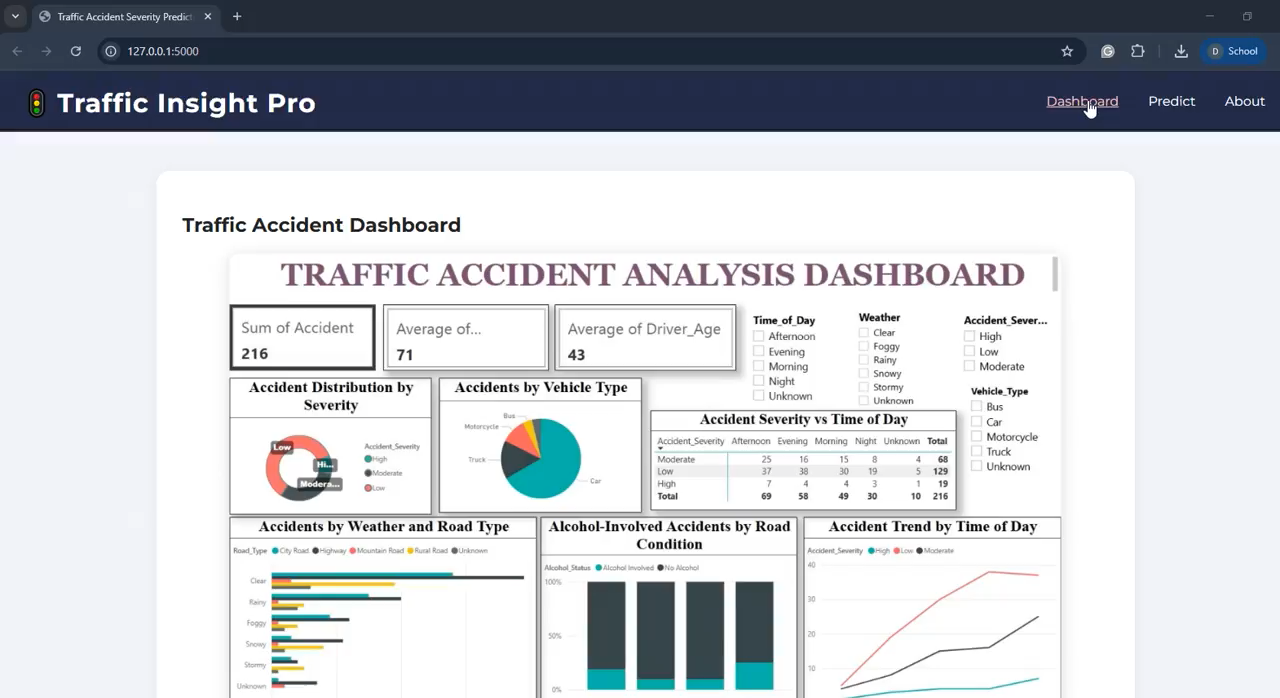 Traffic Accident Severity Predict
127.0.0.1:5000
D School
Traffic Insight Pro
Dashboard Predict About
Traffic Accident Dashboard
TRAFFIC ACCIDENT ANALYSIS DASHBOARD
Sum of Accident
216
Average of...
71
Average of Driver_Age
43
Time_of_Day
Afternoon
Evening
Morning
Night
Unknown
Weather
Clear
Foggy
Rainy
Snowy
Stormy
Unknown
Accident_Sever...
High
Low
Moderate
Vehicle_Type
Bus
Car
Motorcycle
Truck
Unknown
Accident Distribution by
Severity
Low
Hi...
Modera...
Accident_Severity
High
Moderate
Low
Accidents by Vehicle Type
Bus
Motorcycle
Truck
Car
Accident Severity vs Time of Day
Accident_Severity Afternoon Evening Morning Night Unknown Total
Moderate 25 16 15 8 4 68
Low 37 38 30 19 5 129
High 7 4 4 3 1 19
Total 69 58 49 30 10 216
Accidents by Weather and Road Type
Road_Type City Road Highway Mountain Road Rural Road Unknown
Clear
Rainy
Foggy
Snowy
Stormy
Unknown
Alcohol-Involved Accidents by Road
Condition
Alcohol_Status Alcohol Involved No Alcohol
100%
50%
0%
Accident Trend by Time of Day
Accident_Severity High Low Moderate
40
30
20
10